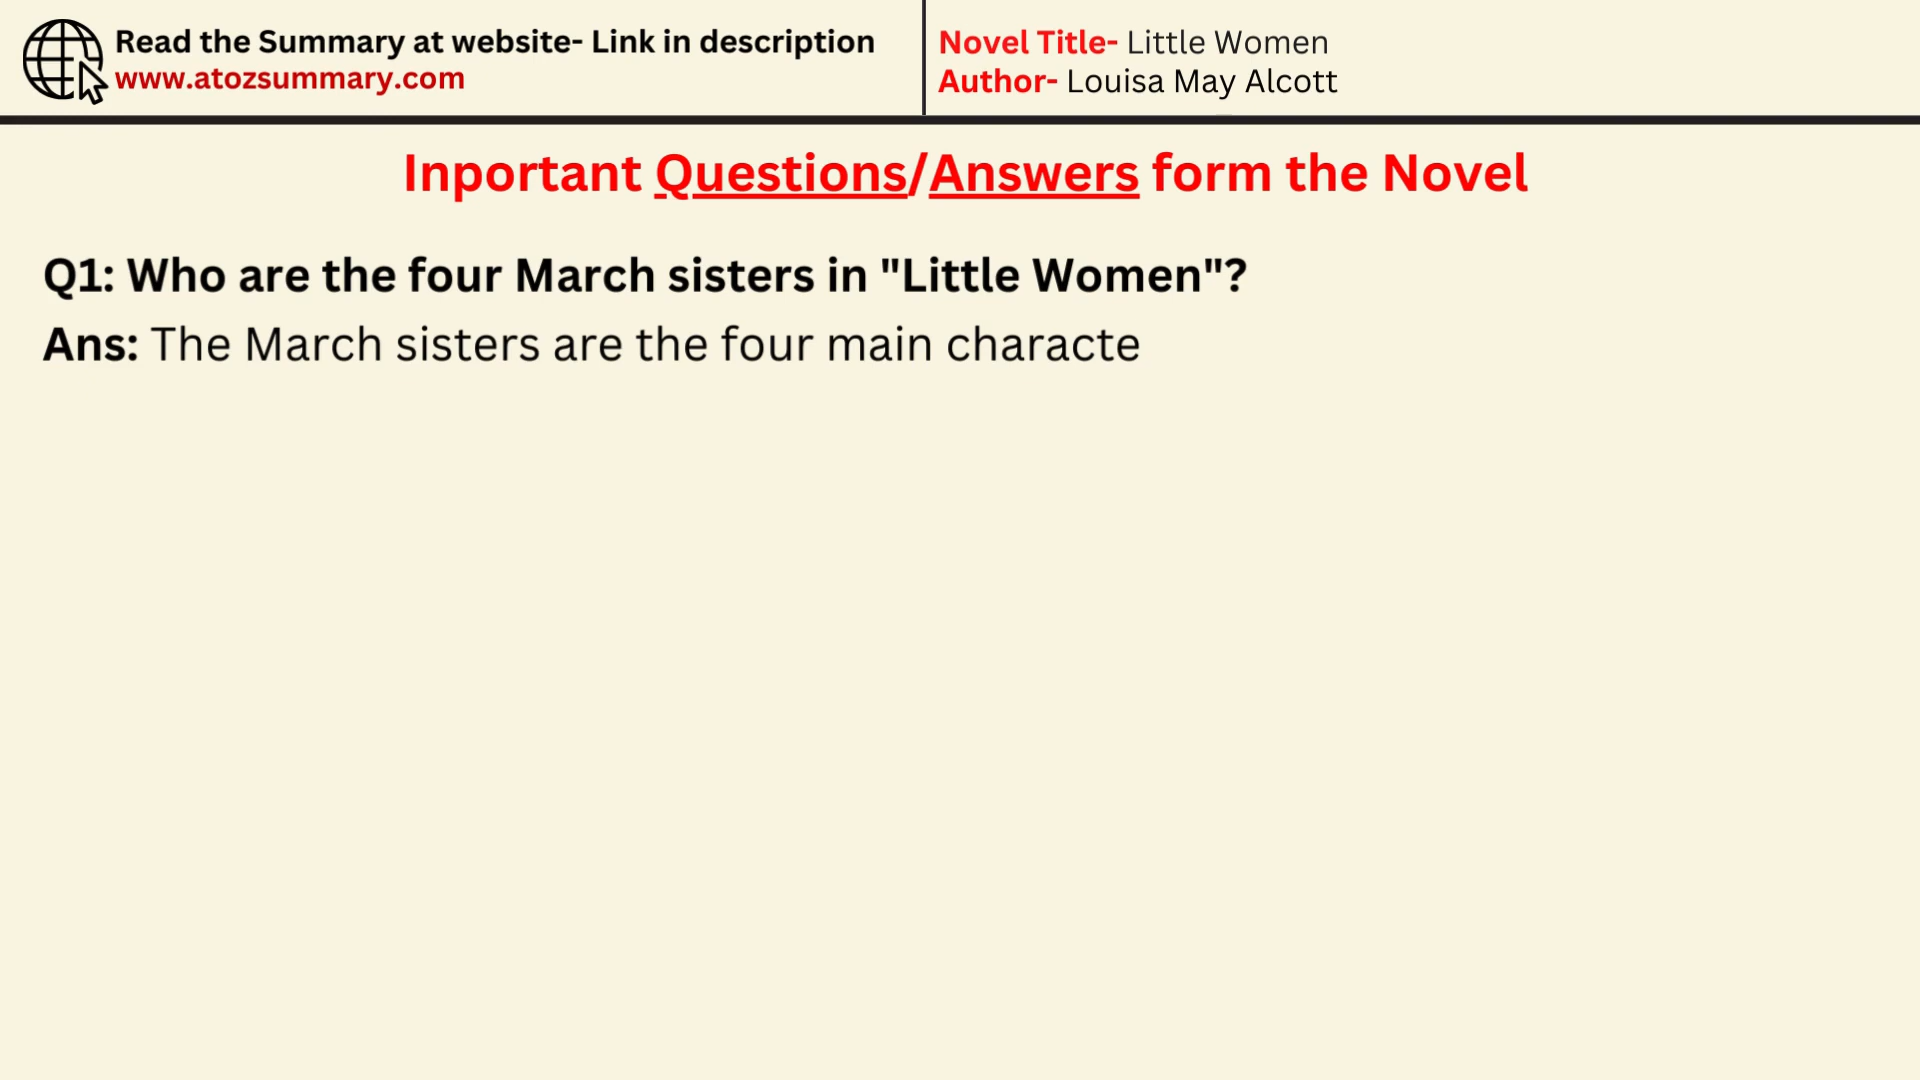 Read the Summary at website- Link in description
www.atozsummary.com
Novel Title- Little Women
Author- Louisa May Alcott
Inportant Questions/Answers form the Novel
Q1: Who are the four March sisters in "Little Women"?
Ans: The March sisters are the four main characte